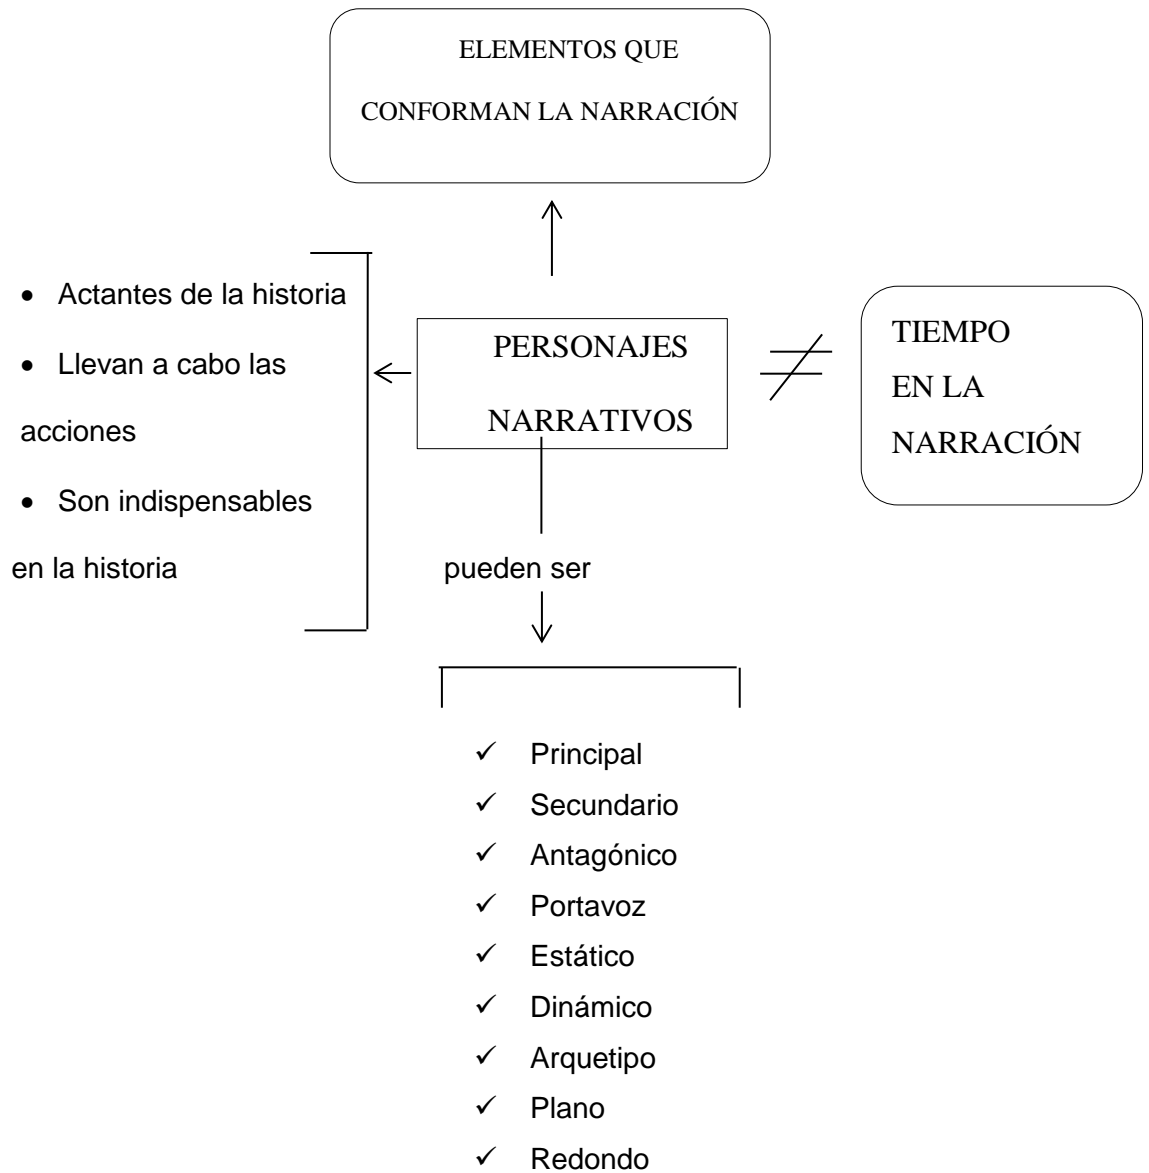 ELEMENTOS QUE
CONFORMAN LA NARRACIÓN
• Actantes de la historia
• Llevan a cabo las
acciones
• Son indispensables
en la historia
PERSONAJES
NARRATIVOS
TIEMPO
EN LA
NARRACIÓN
pueden ser
✓ Principal
✓ Secundario
✓ Antagónico
✓ Portavoz
✓ Estático
✓ Dinámico
✓ Arquetipo
✓ Plano
✓ Redondo